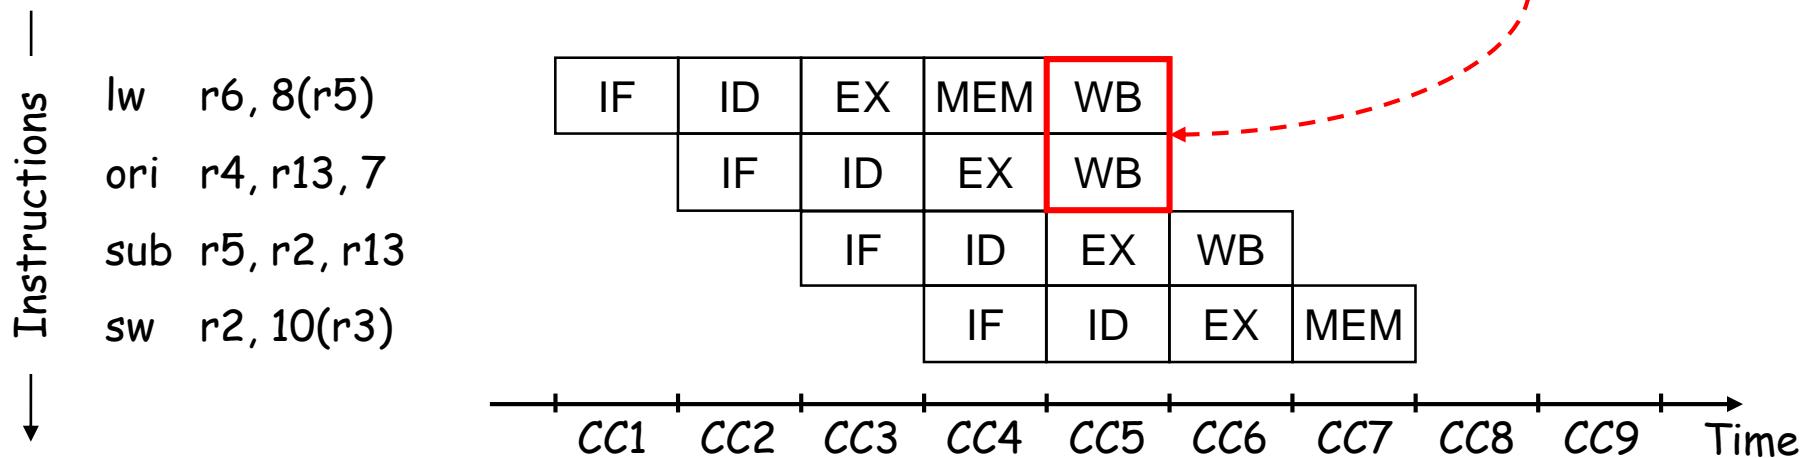 Instructions
lw r6, 8(r5) IF ID EX MEM WB
ori r4, r13, 7 IF ID EX WB
sub r5, r2, r13 IF ID EX WB
sw r2, 10(r3) IF ID EX MEM
CC1 CC2 CC3 CC4 CC5 CC6 CC7 CC8 CC9 Time